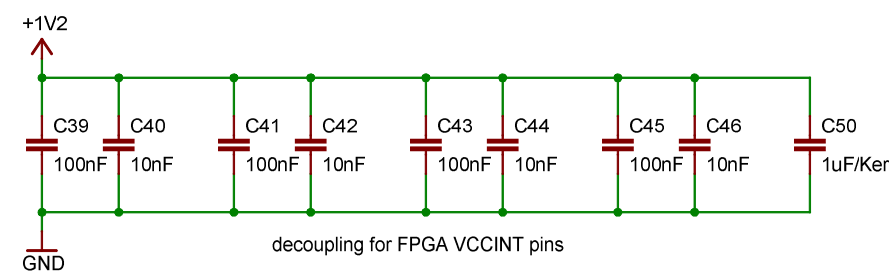 +1V2
C39 C40 C41 C42 C43 C44 C45 C46 C50
100nF 10nF 100nF 10nF 100nF 10nF 100nF 10nF 1uF/Ker
decoupling for FPGA VCCINT pins
GND